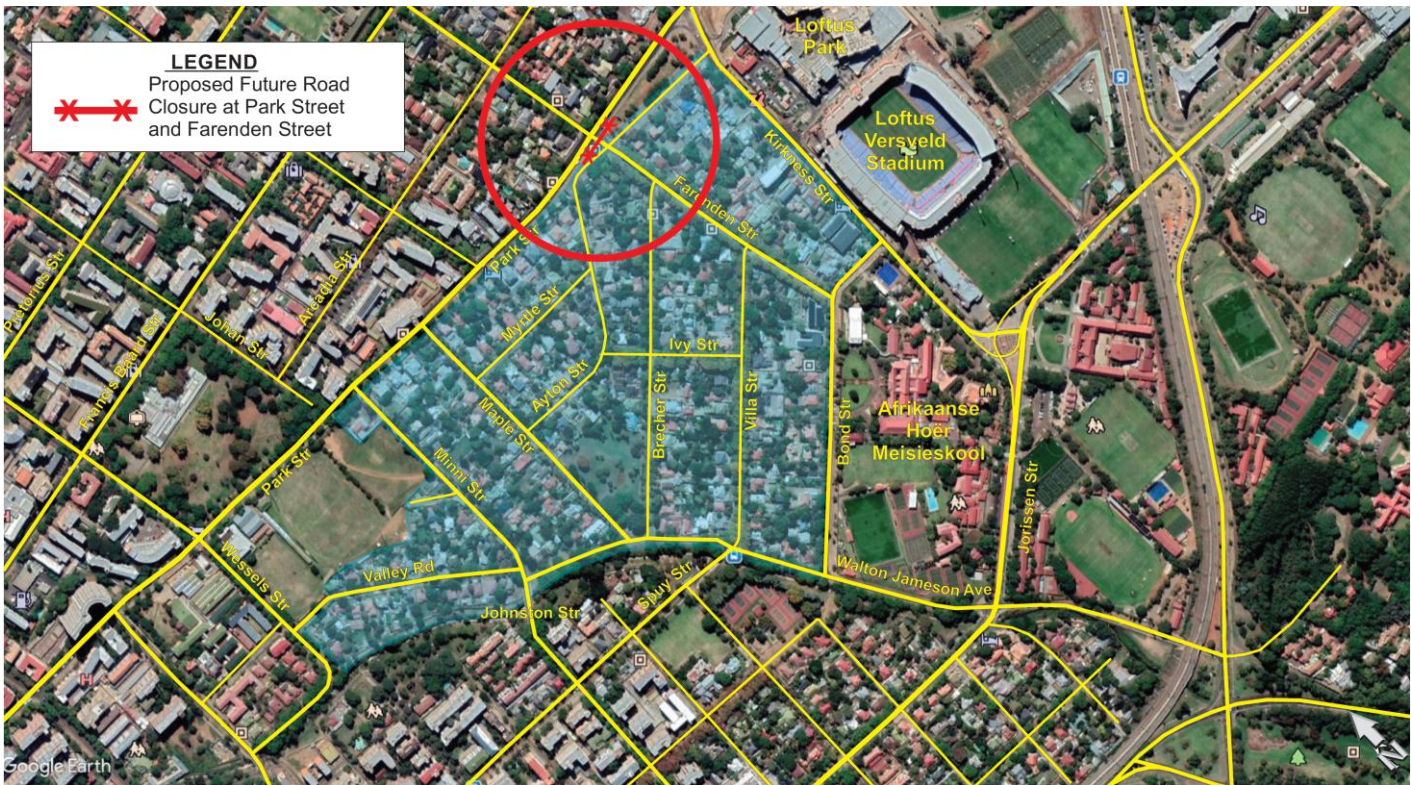 LEGEND
Proposed Future Road
Closure at Park Street
and Farenden Street
Loftus
Park
Loftus
Versveld
Stadium
Kirkness Str
Farenden Str
Park Str
Pretorius Str
Francis Baard Str
Johan Str
Arcadia Str
Myrtle Str
Ayton Str
Ivy Str
Maple Str
Brecher Str
Villa Str
Bond Str
Afrikaanse
Hoër
Meisieskool
Jorissen Str
Park Str
Minni Str
Wessels Str
Valley Rd
Johnston Str
Spuy Str
Walton Jameson Ave
H
H
N
Google Earth